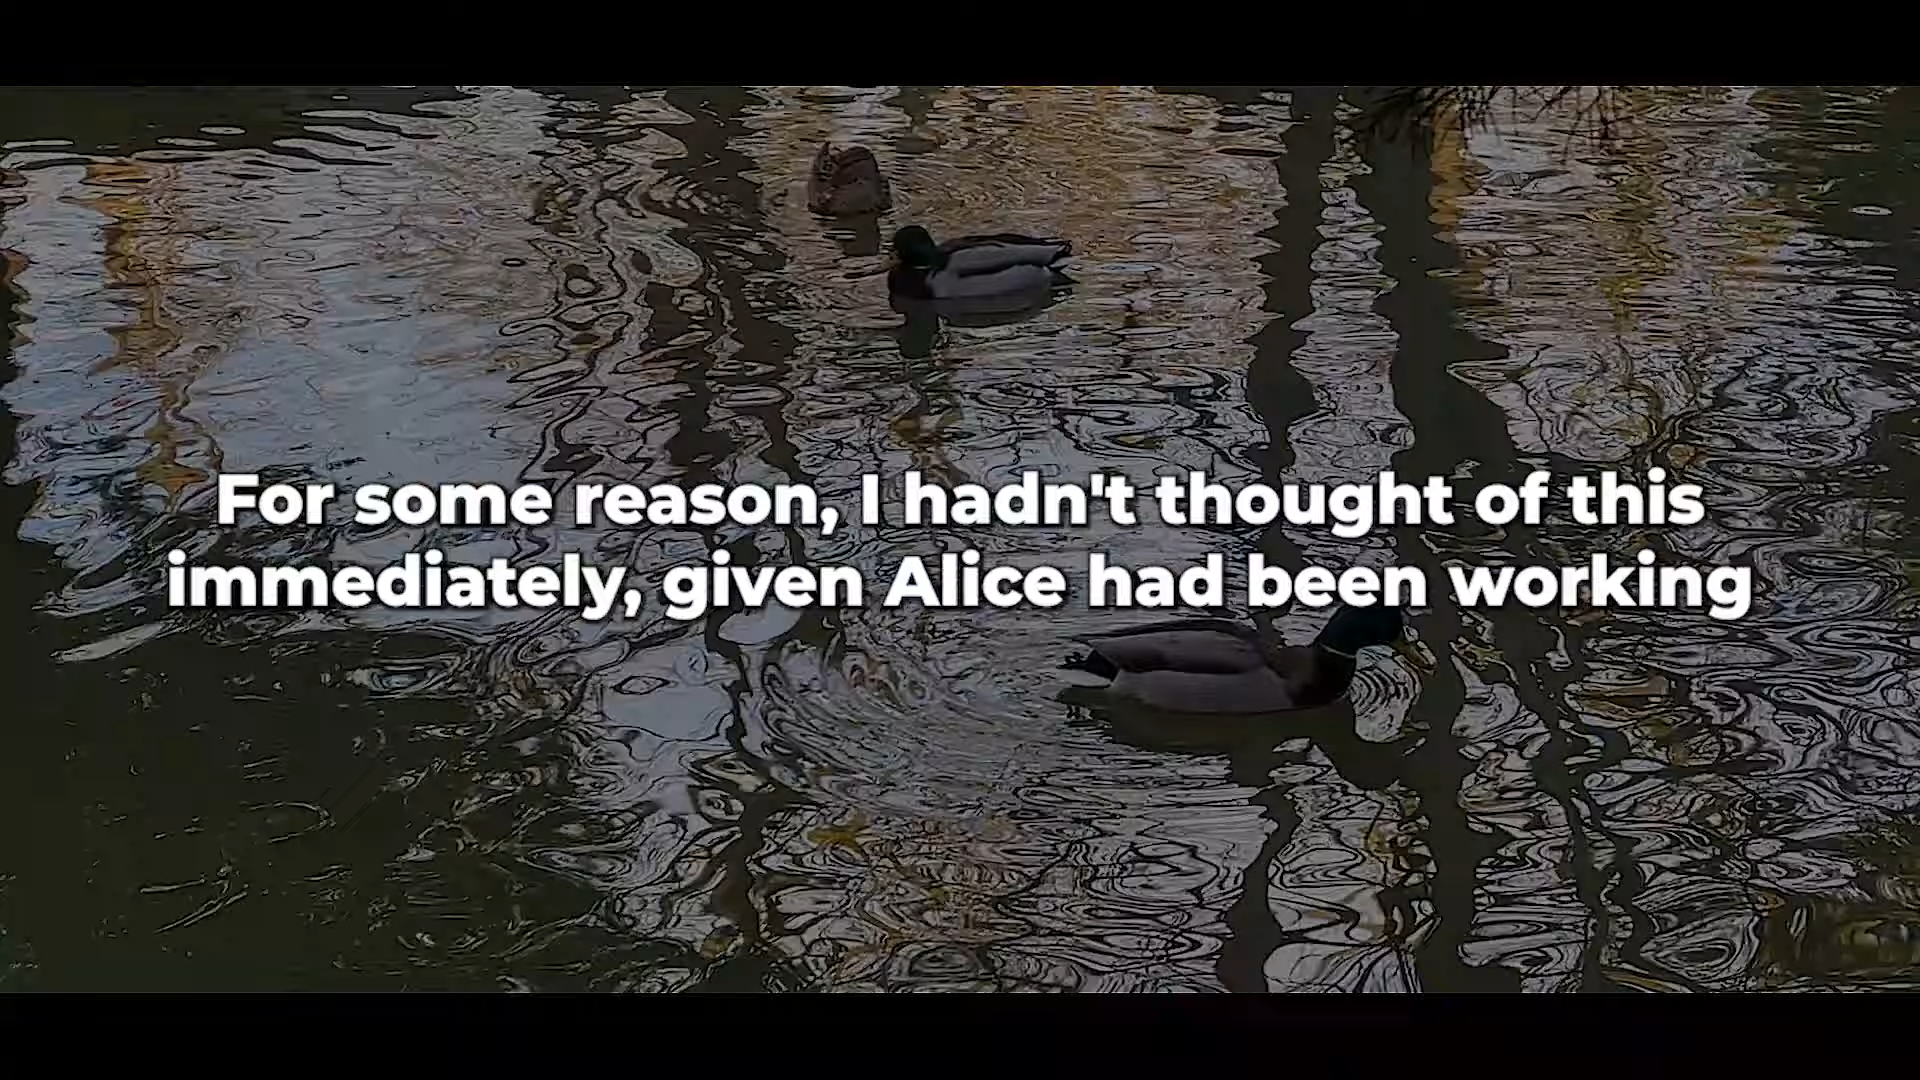 For some reason, I hadn't thought of this
immediately, given Alice had been working